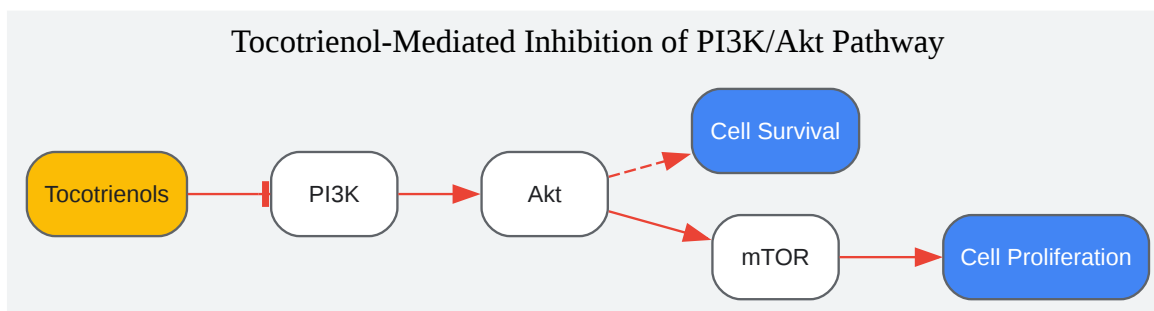 Tocotrienol-Mediated Inhibition of PI3K/Akt Pathway
Cell Survival
Tocotrienols
PI3K
Akt
mTOR
Cell Proliferation